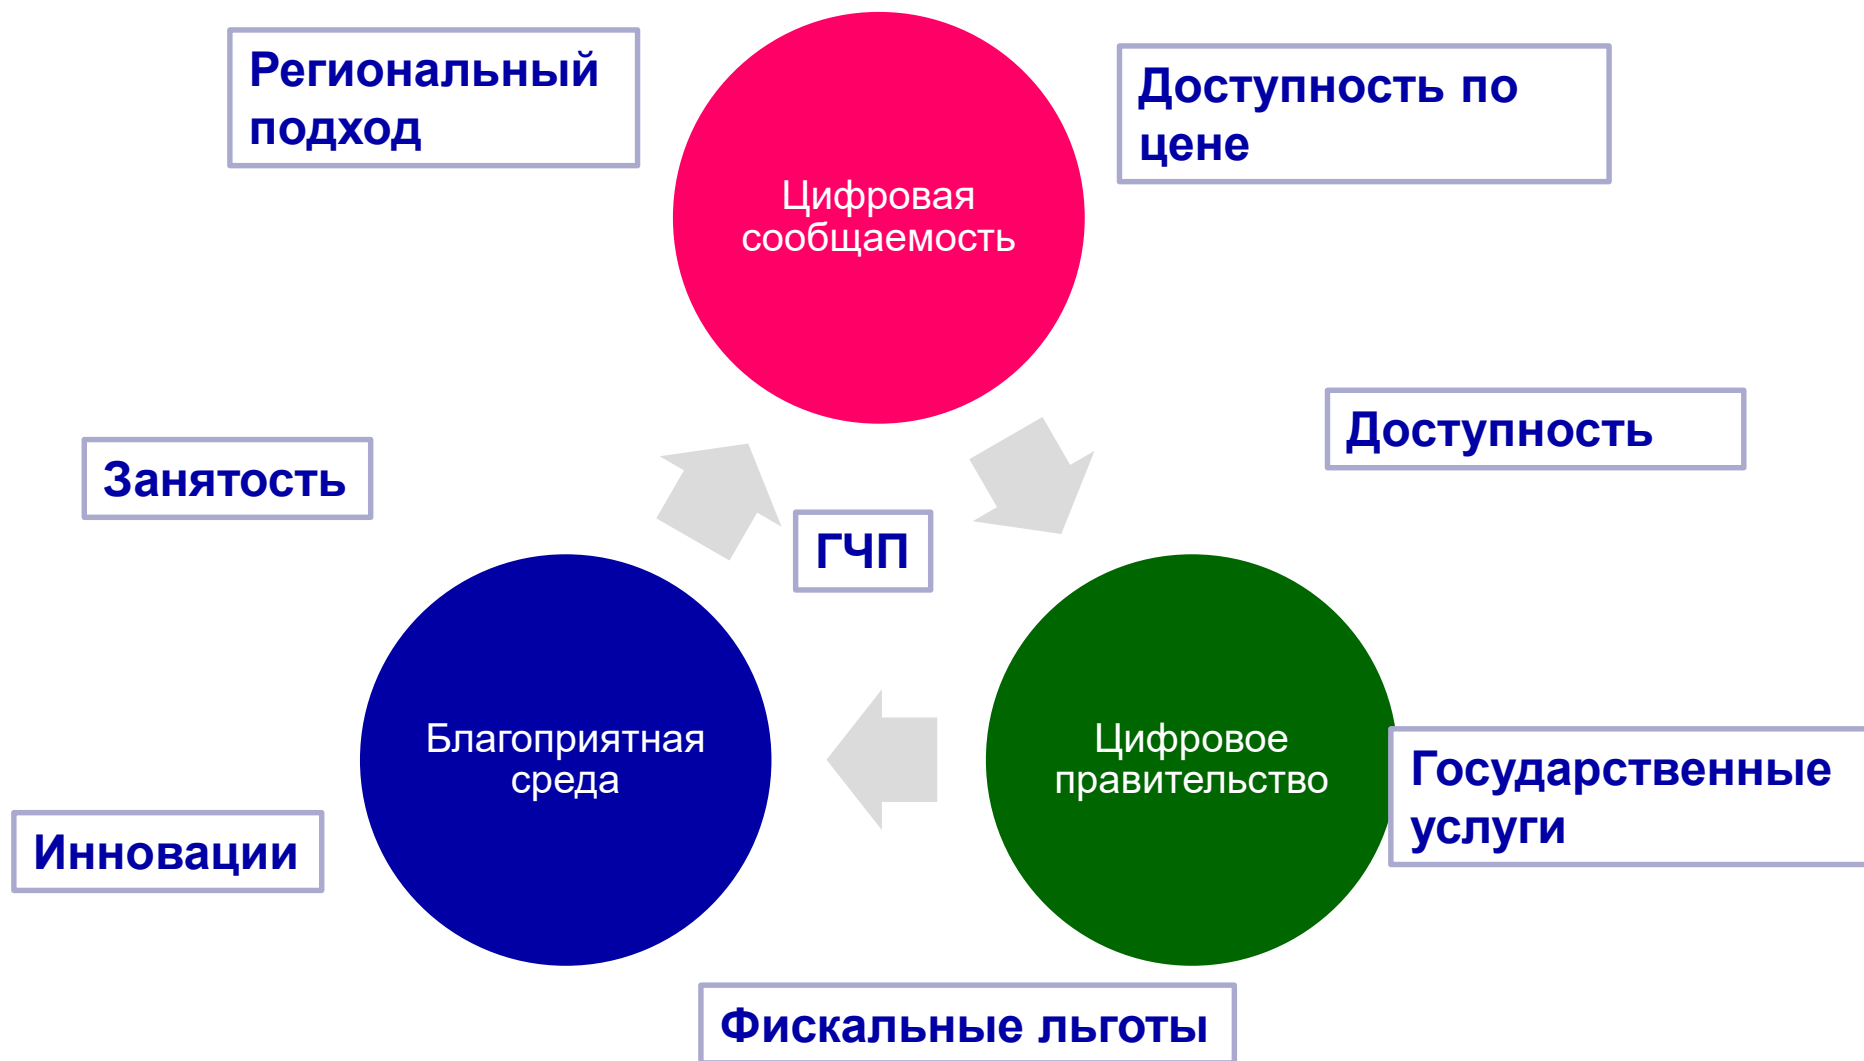 Региональный
подход
Доступность по
цене
Цифровая
сообщаемость
Доступность
Занятость
ГЧП
Благоприятная
среда
Цифровое
правительство
Государственные
услуги
Инновации
Фискальные льготы